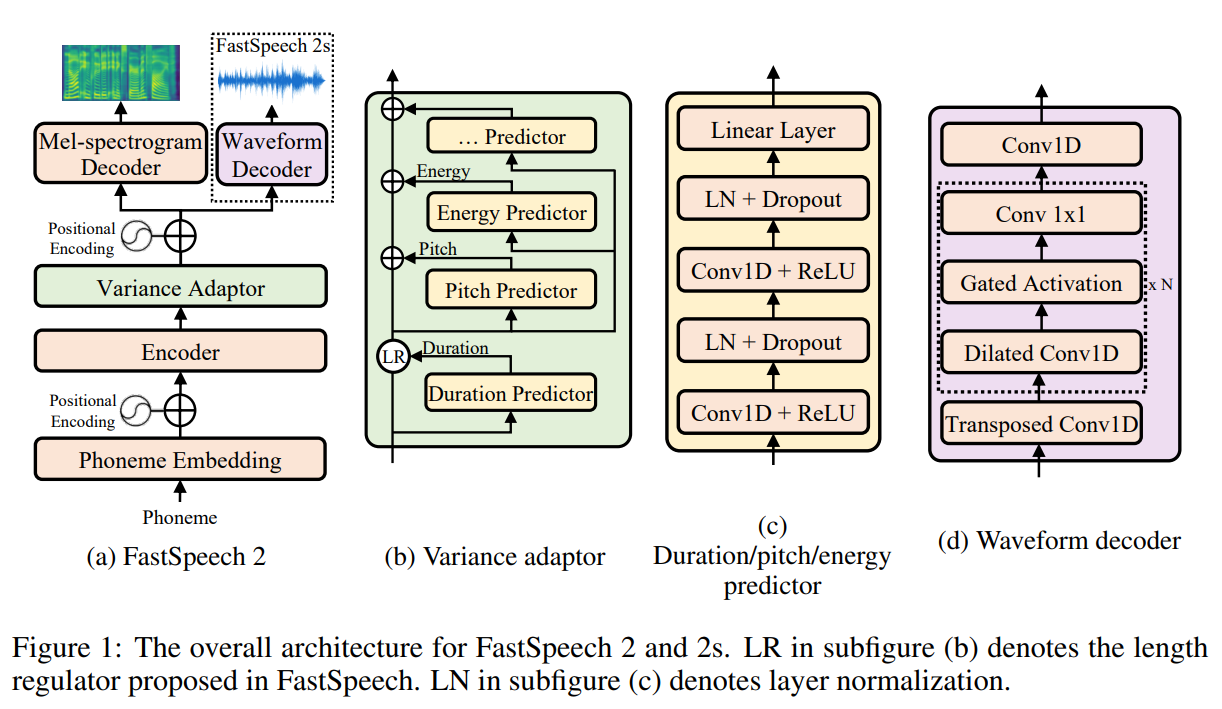 FastSpeech 2s
Mel-spectrogram
Decoder
Waveform
Decoder
Positional
Encoding
Variance Adaptor
Encoder
Positional
Encoding
Phoneme Embedding
Phoneme
(a) FastSpeech 2
... Predictor
Energy
Energy Predictor
Pitch
Pitch Predictor
LR
Duration
Duration Predictor
(b) Variance adaptor
Linear Layer
LN + Dropout
Conv1D + ReLU
LN + Dropout
Conv1D + ReLU
(c)
Duration/pitch/energy
predictor
Conv1D
Conv 1x1
Gated Activation
x N
Dilated Conv1D
Transposed Conv1D
(d) Waveform decoder
Figure 1: The overall architecture for FastSpeech 2 and 2s. LR in subfigure (b) denotes the length
regulator proposed in FastSpeech. LN in subfigure (c) denotes layer normalization.